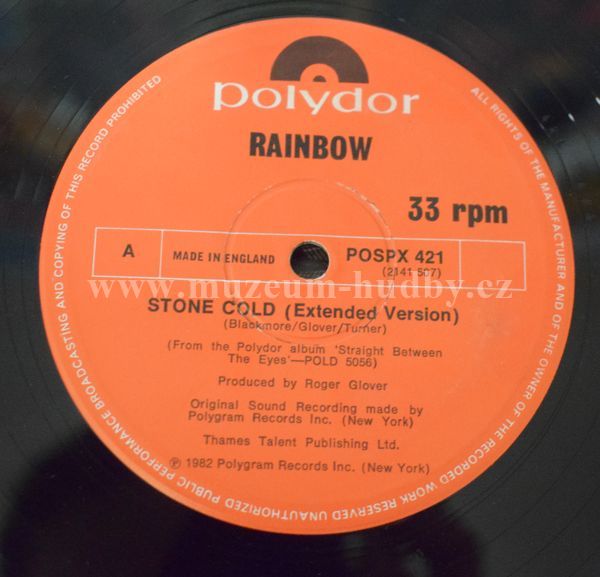 polydor
RAINBOW
33 rpm
A
MADE IN ENGLAND
POSPX 421
(2141 507)
www.muzeum-hudby.cz
STONE COLD (Extended Version)
(Blackmore/Glover/Turner)
(From the Polydor album 'Straight Between
The Eyes'—POLD 5056)
Produced by Roger Glover
Original Sound Recording made by
Polygram Records Inc. (New York)
Thames Talent Publishing Ltd.
℗ 1982 Polygram Records Inc. (New York)
ALL RIGHTS OF THE MANUFACTURER AND OF THE OWNER OF THE RECORDED WORK RESERVED UNAUTHORIZED PUBLIC PERFORMANCE BROADCASTING AND COPYING OF THIS RECORD PROHIBITED